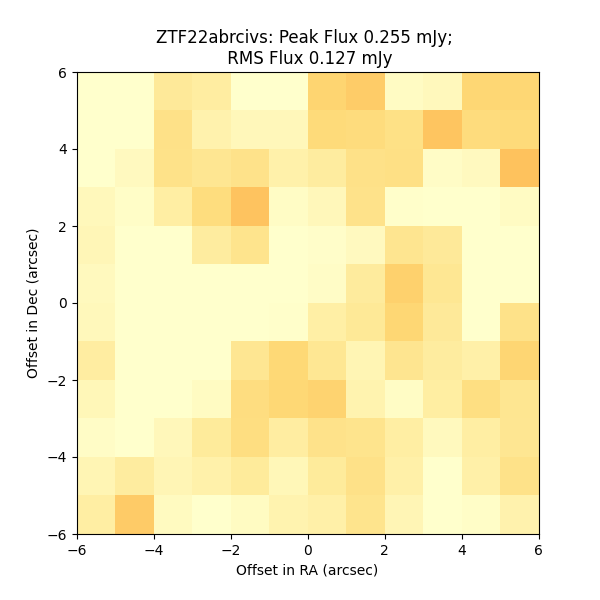 ZTF22abrcivs: Peak Flux 0.255 mJy;
RMS Flux 0.127 mJy
6
4
2
0
−2
−4
−6
Offset in Dec (arcsec)
−6 −4 −2 0 2 4 6
Offset in RA (arcsec)